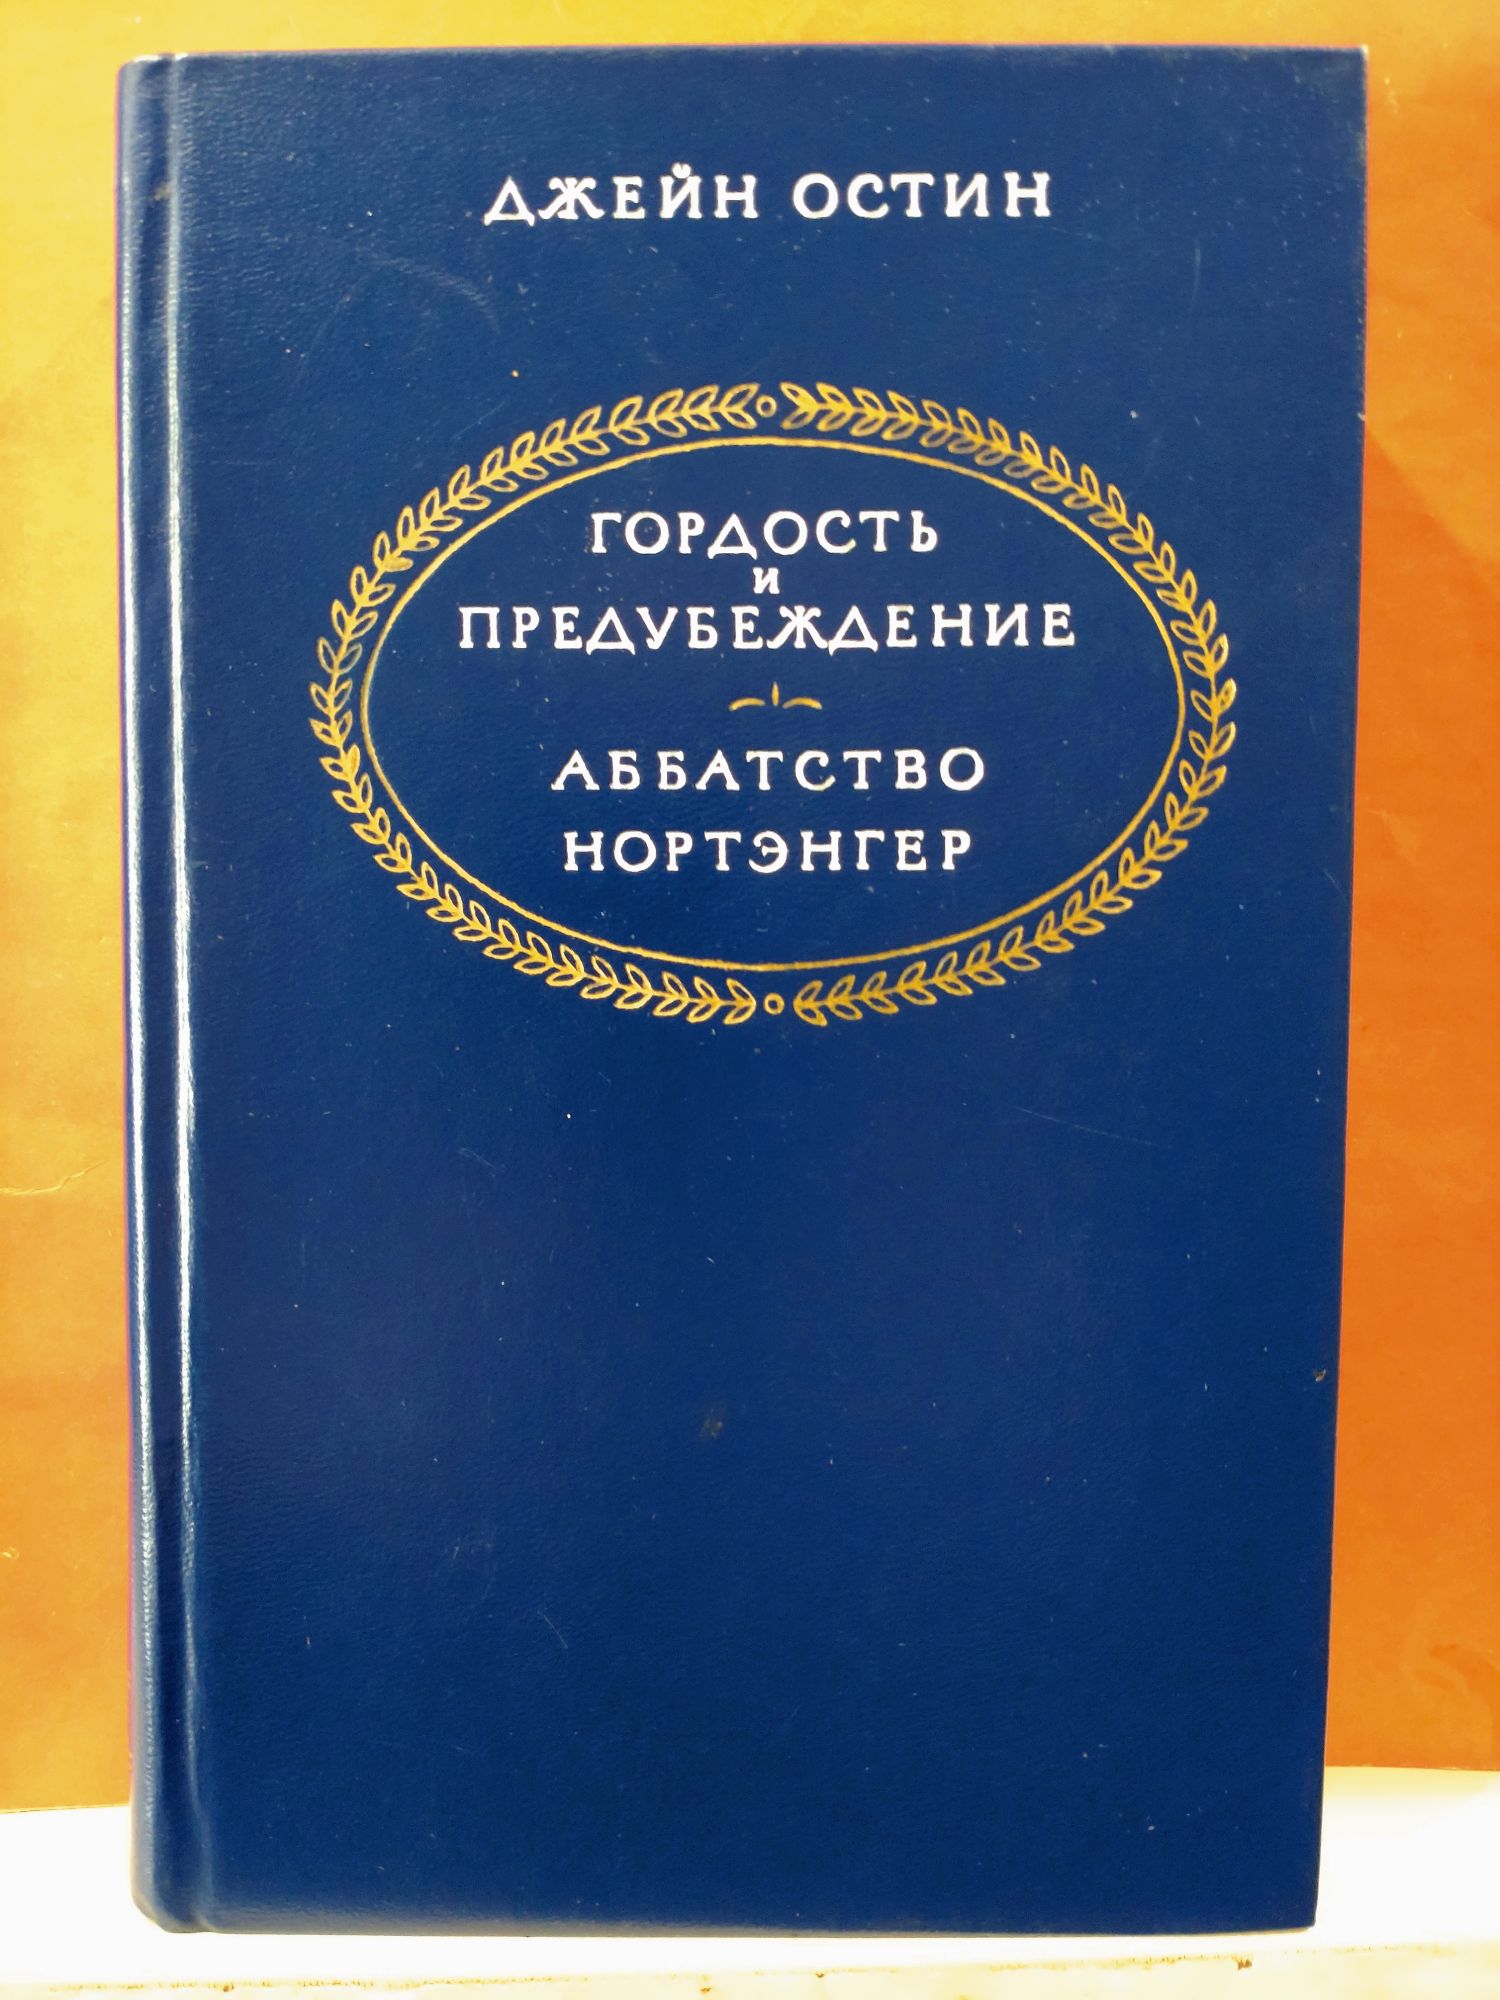 ДЖЕЙН ОСТИН
ГОРДОСТЬ
И
ПРЕДУБЕЖДЕНИЕ
АББАТСТВО
НОРТЭНГЕР